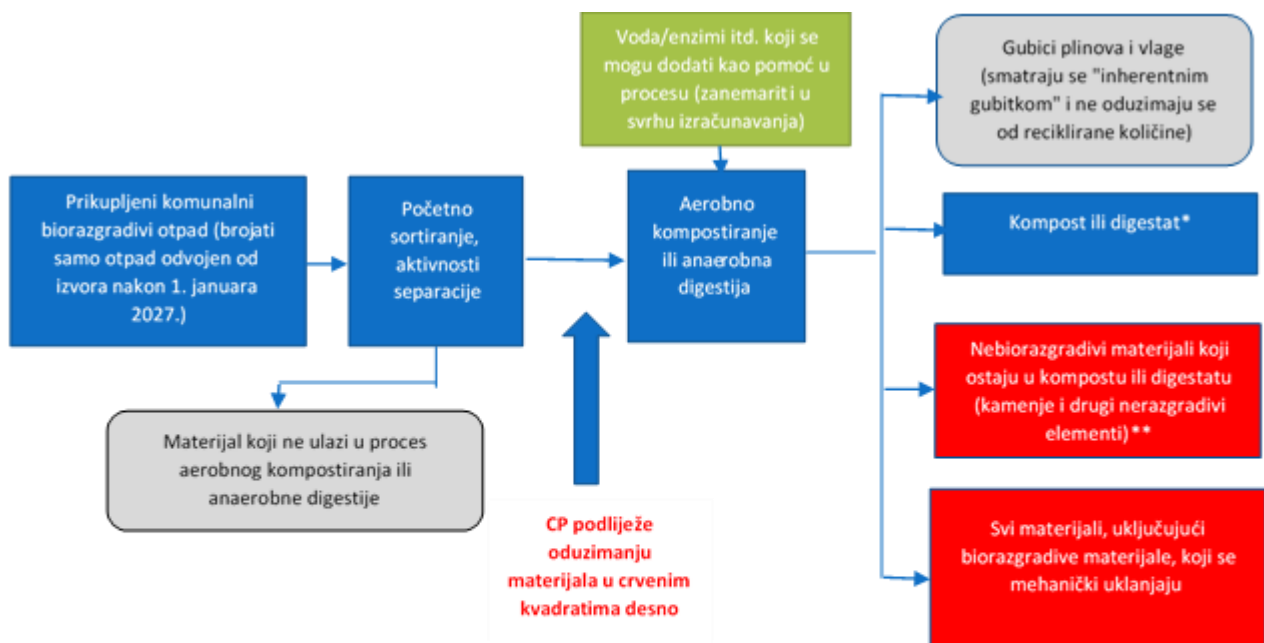 Voda/enzimi itd. koji se
mogu dodati kao pomoć u
procesu (zanemariti u
svrhu izračunavanja)
Gubici plinova i vlage
(smatraju se "inherentnim
gubitkom" i ne oduzimaju se
od reciklirane količine)
Prikupljeni komunalni
biorazgradivi otpad (brojati
samo otpad odvojen od
izvora nakon 1. januara
2027.)
Početno
sortiranje,
aktivnosti
separacije
Aerobno
kompostiranje
ili anaerobna
digestija
Kompost ili digestat*
Nebiorazgradivi materijali koji
ostaju u kompostu ili digestatu
(kamenje i drugi nerazgradivi
elementi)**
Materijal koji ne ulazi u proces
aerobnog kompostiranja ili
anaerobne digestije
CP podliježe
oduzimanju
materijala u crvenim
kvadratima desno
Svi materijali, uključujući
biorazgradive materijale, koji se
mehanički uklanjaju